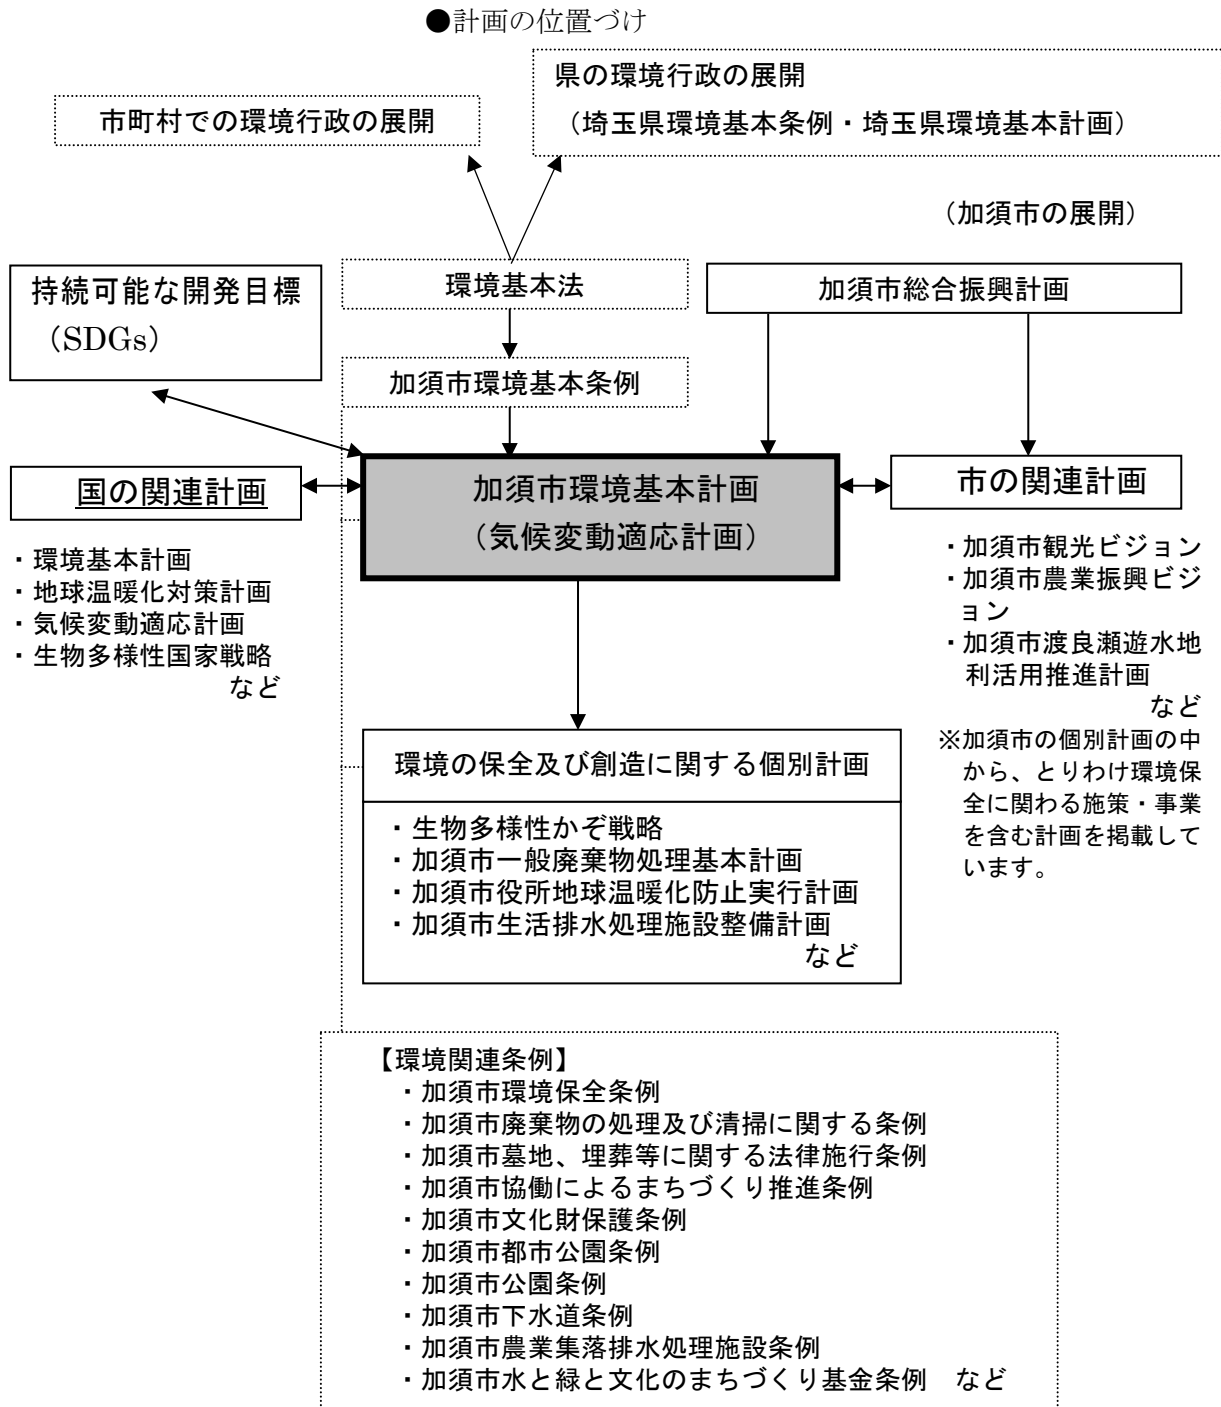 ●計画の位置づけ
県の環境行政の展開
（埼玉県環境基本条例・埼玉県環境基本計画）
市町村での環境行政の展開
（加須市の展開）
持続可能な開発目標
（SDGs）
環境基本法
加須市総合振興計画
加須市環境基本条例
国の関連計画
加須市環境基本計画
（気候変動適応計画）
市の関連計画
・環境基本計画
・地球温暖化対策計画
・気候変動適応計画
・生物多様性国家戦略
など
・加須市観光ビジョン
・加須市農業振興ビジ
ョン
・加須市渡良瀬遊水地
利活用推進計画
など
※加須市の個別計画の中
から、とりわけ環境保
全に関わる施策・事業
を含む計画を掲載して
います。
環境の保全及び創造に関する個別計画
・生物多様性かぞ戦略
・加須市一般廃棄物処理基本計画
・加須市役所地球温暖化防止実行計画
・加須市生活排水処理施設整備計画
など
【環境関連条例】
・加須市環境保全条例
・加須市廃棄物の処理及び清掃に関する条例
・加須市墓地、埋葬等に関する法律施行条例
・加須市協働によるまちづくり推進条例
・加須市文化財保護条例
・加須市都市公園条例
・加須市公園条例
・加須市下水道条例
・加須市農業集落排水処理施設条例
・加須市水と緑と文化のまちづくり基金条例　など